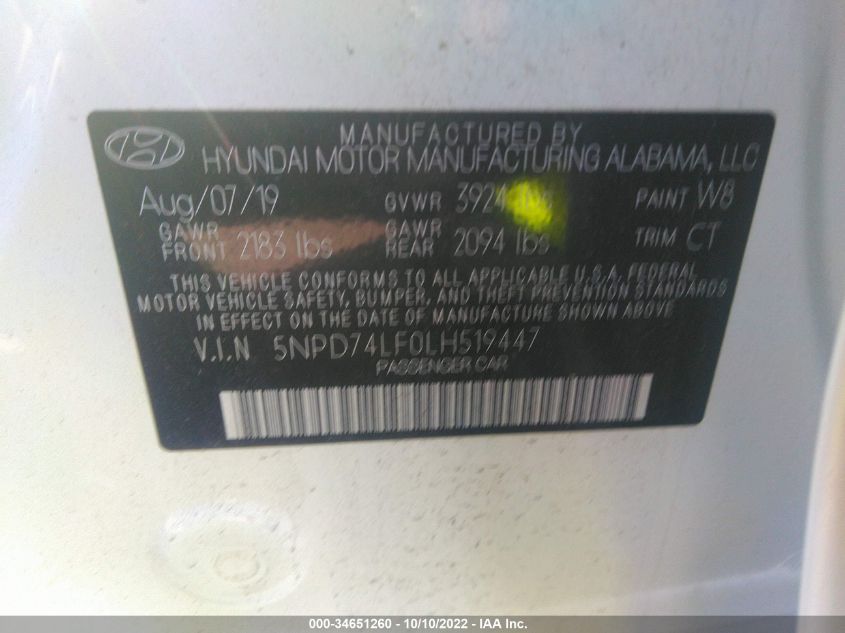 MANUFACTURED BY
HYUNDAI MOTOR MANUFACTURING ALABAMA, LLC
Aug/07/19 GVWR 3924 lbs PAINT W8
GAWR FRONT 2183 lbs GAWR REAR 2094 lbs TRIM CT
THIS VEHICLE CONFORMS TO ALL APPLICABLE U.S.A. FEDERAL
MOTOR VEHICLE SAFETY, BUMPER, AND THEFT PREVENTION STANDARDS
IN EFFECT ON THE DATE OF MANUFACTURE SHOWN ABOVE.
V.I.N 5NPD74LF0LH519447
PASSENGER CAR
000-34651260 - 10/10/2022 - IAA Inc.